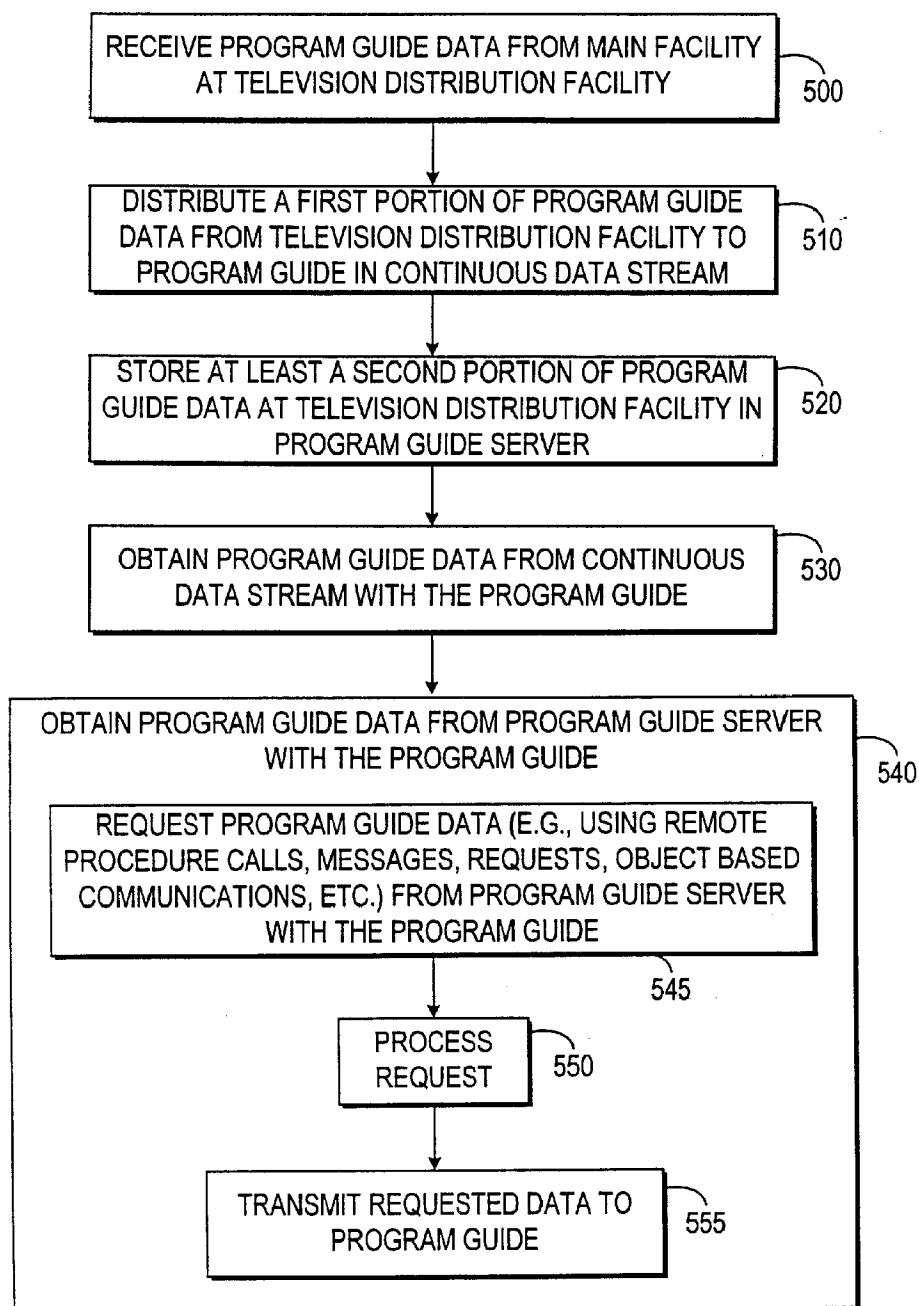 RECEIVE PROGRAM GUIDE DATA FROM MAIN FACILITY
AT TELEVISION DISTRIBUTION FACILITY
500
DISTRIBUTE A FIRST PORTION OF PROGRAM GUIDE
DATA FROM TELEVISION DISTRIBUTION FACILITY TO
PROGRAM GUIDE IN CONTINUOUS DATA STREAM
510
STORE AT LEAST A SECOND PORTION OF PROGRAM
GUIDE DATA AT TELEVISION DISTRIBUTION FACILITY IN
PROGRAM GUIDE SERVER
520
OBTAIN PROGRAM GUIDE DATA FROM CONTINUOUS
DATA STREAM WITH THE PROGRAM GUIDE
530
OBTAIN PROGRAM GUIDE DATA FROM PROGRAM GUIDE SERVER
WITH THE PROGRAM GUIDE
540
REQUEST PROGRAM GUIDE DATA (E.G., USING REMOTE
PROCEDURE CALLS, MESSAGES, REQUESTS, OBJECT BASED
COMMUNICATIONS, ETC.) FROM PROGRAM GUIDE SERVER
WITH THE PROGRAM GUIDE
545
PROCESS
REQUEST
550
TRANSMIT REQUESTED DATA TO
PROGRAM GUIDE
555